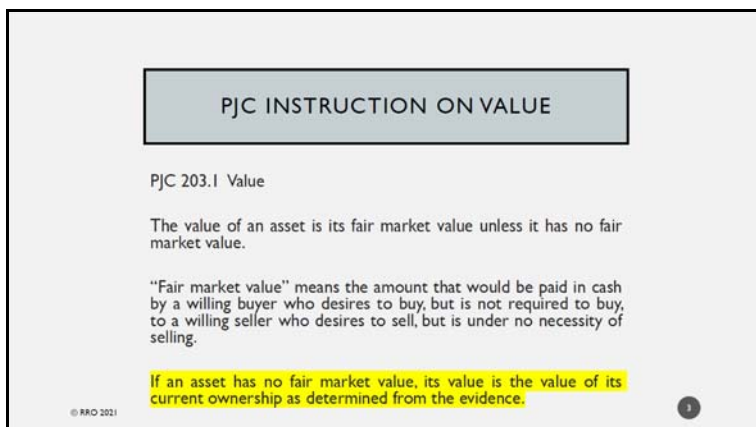 PJC INSTRUCTION ON VALUE
PJC 203.1 Value
The value of an asset is its fair market value unless it has no fair
market value.
“Fair market value” means the amount that would be paid in cash
by a willing buyer who desires to buy, but is not required to buy,
to a willing seller who desires to sell, but is under no necessity of
selling.
If an asset has no fair market value, its value is the value of its
current ownership as determined from the evidence.
© RRO 2021
3